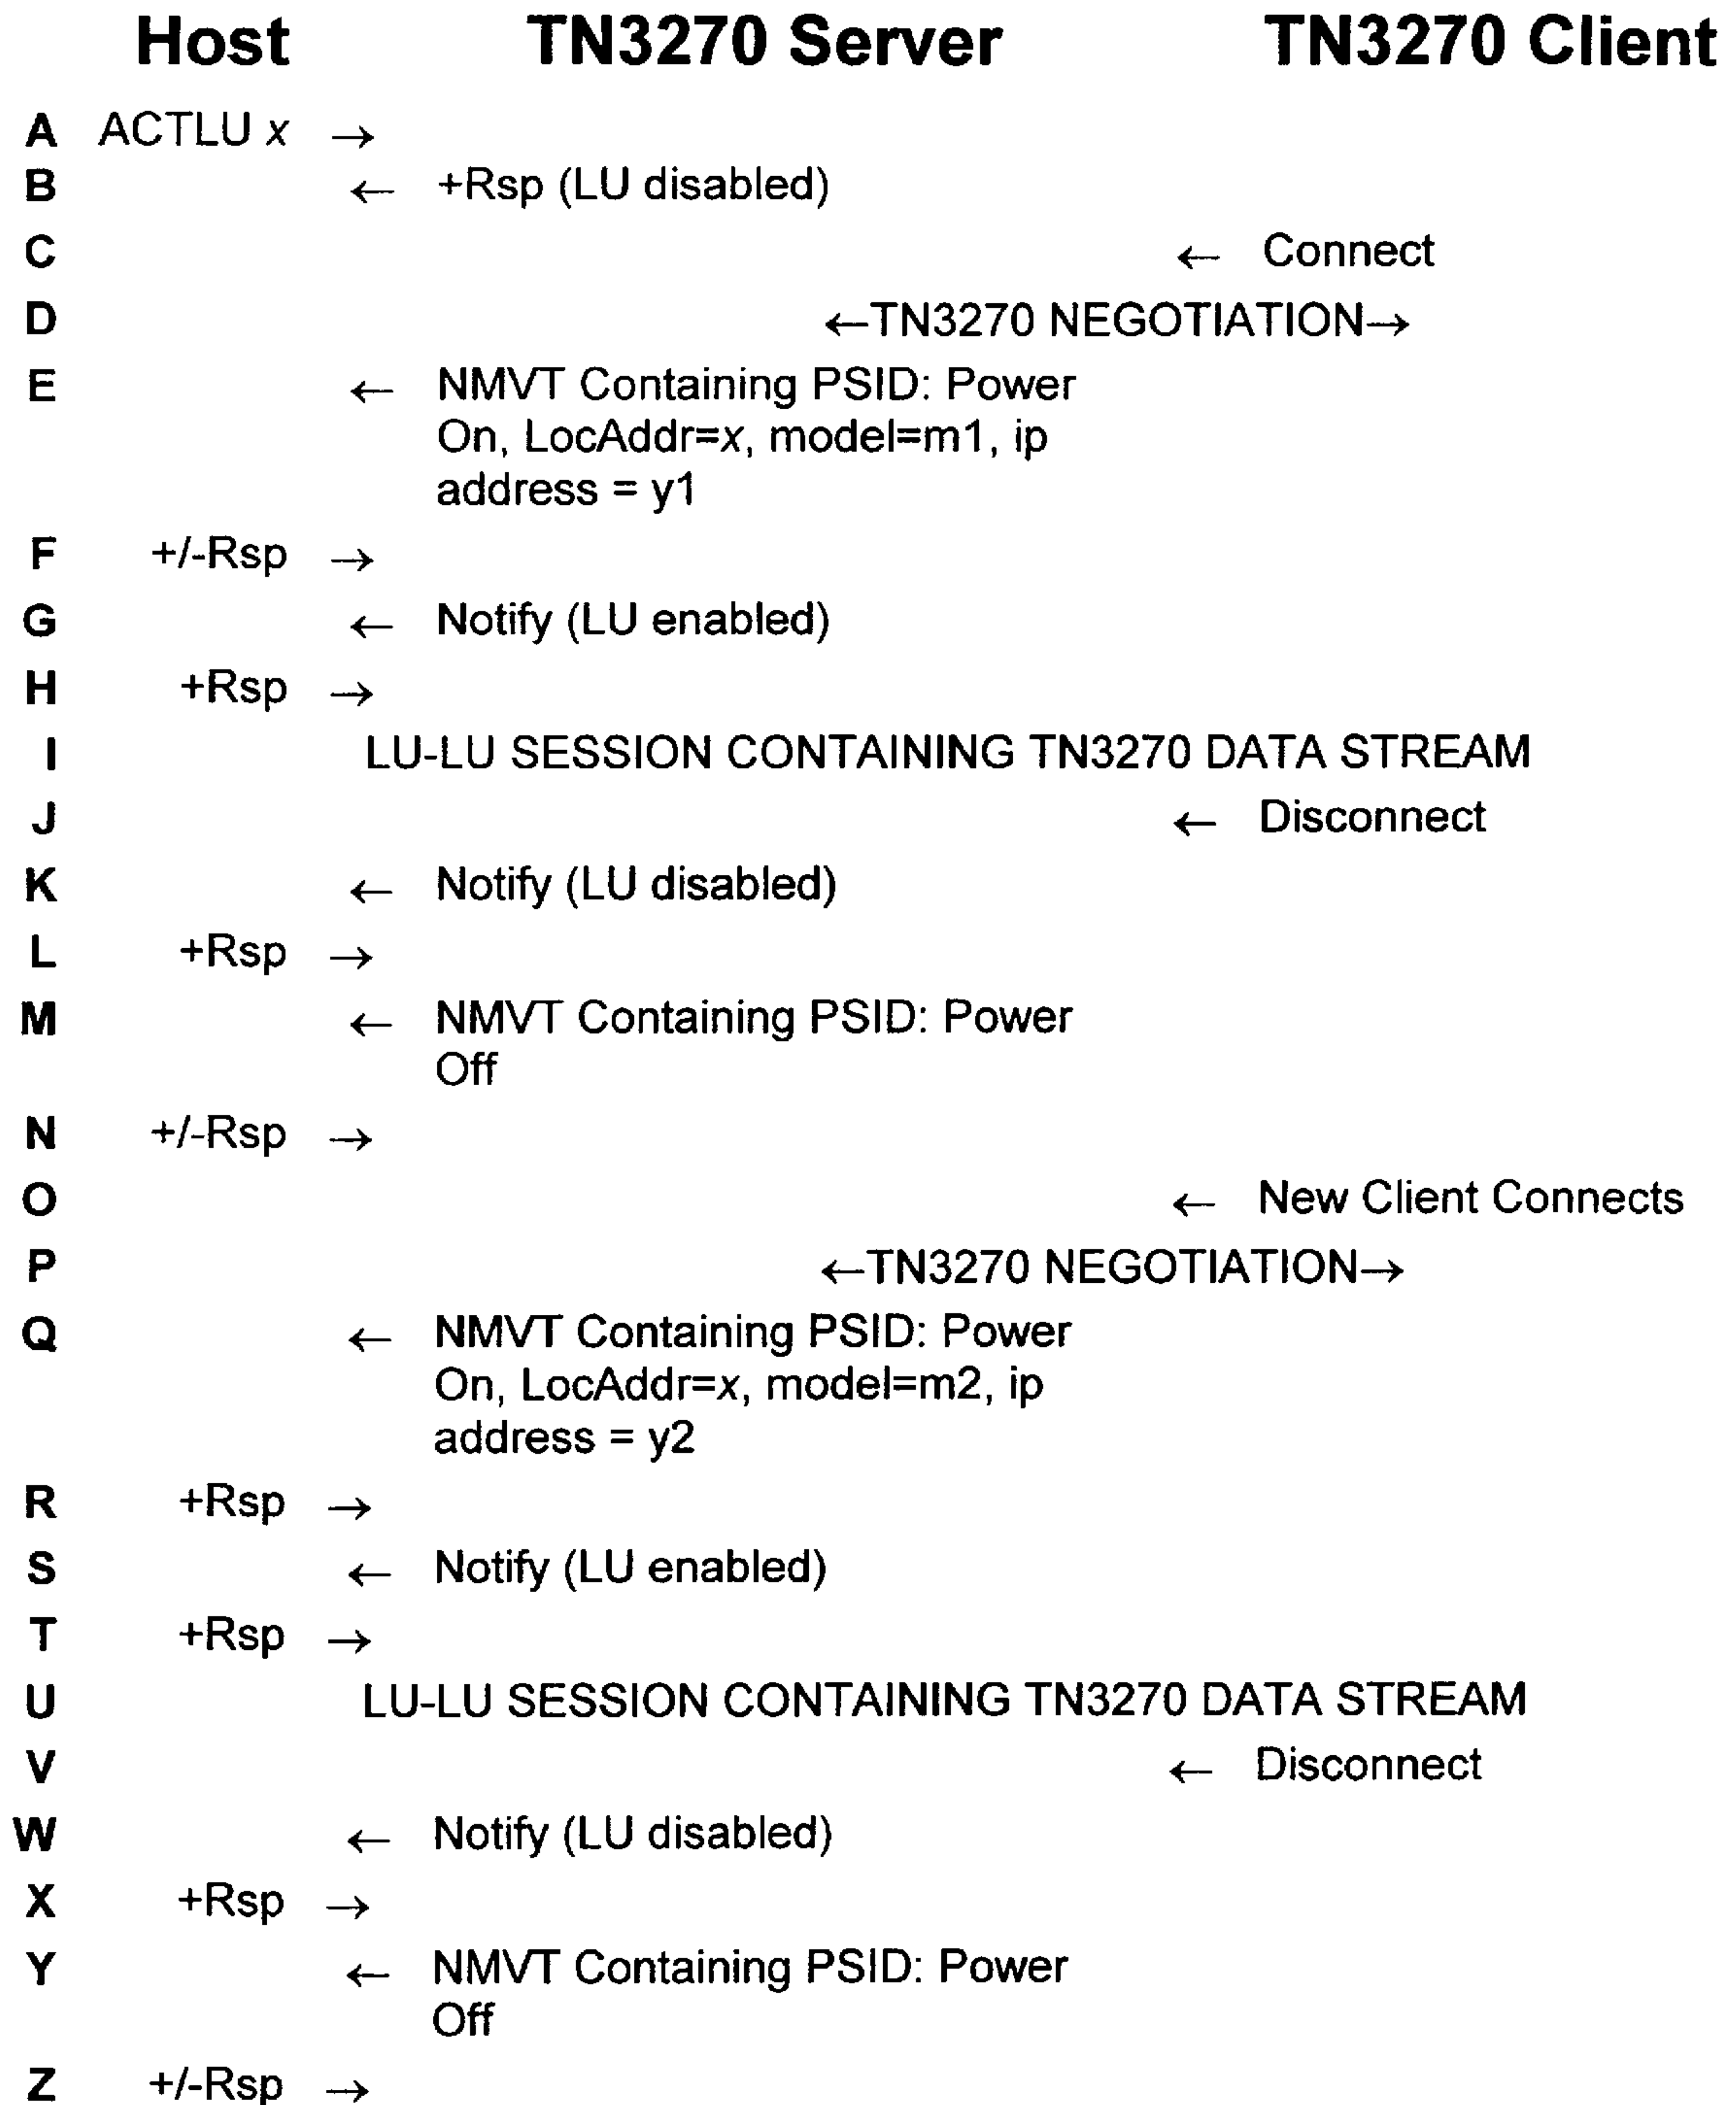 Host TN3270 Server TN3270 Client
A ACTLU x →
B ← +Rsp (LU disabled)
C ← Connect
D ←TN3270 NEGOTIATION→
E ← NMVT Containing PSID: Power
On, LocAddr=x, model=m1, ip
address = y1
F +/-Rsp →
G ← Notify (LU enabled)
H +Rsp →
I LU-LU SESSION CONTAINING TN3270 DATA STREAM
J ← Disconnect
K ← Notify (LU disabled)
L +Rsp →
M ← NMVT Containing PSID: Power
Off
N +/-Rsp →
O ← New Client Connects
P ←TN3270 NEGOTIATION→
Q ← NMVT Containing PSID: Power
On, LocAddr=x, model=m2, ip
address = y2
R +Rsp →
S ← Notify (LU enabled)
T +Rsp →
U LU-LU SESSION CONTAINING TN3270 DATA STREAM
V ← Disconnect
W ← Notify (LU disabled)
X +Rsp →
Y ← NMVT Containing PSID: Power
Off
Z +/-Rsp →